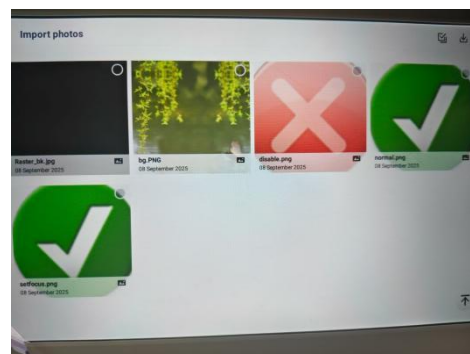 Import photos
Raster_bk.jpg
08 September 2025
bg.PNG
08 September 2025
disable.png
08 September 2025
normal.png
08 September 2025
setfocus.png
08 September 2025